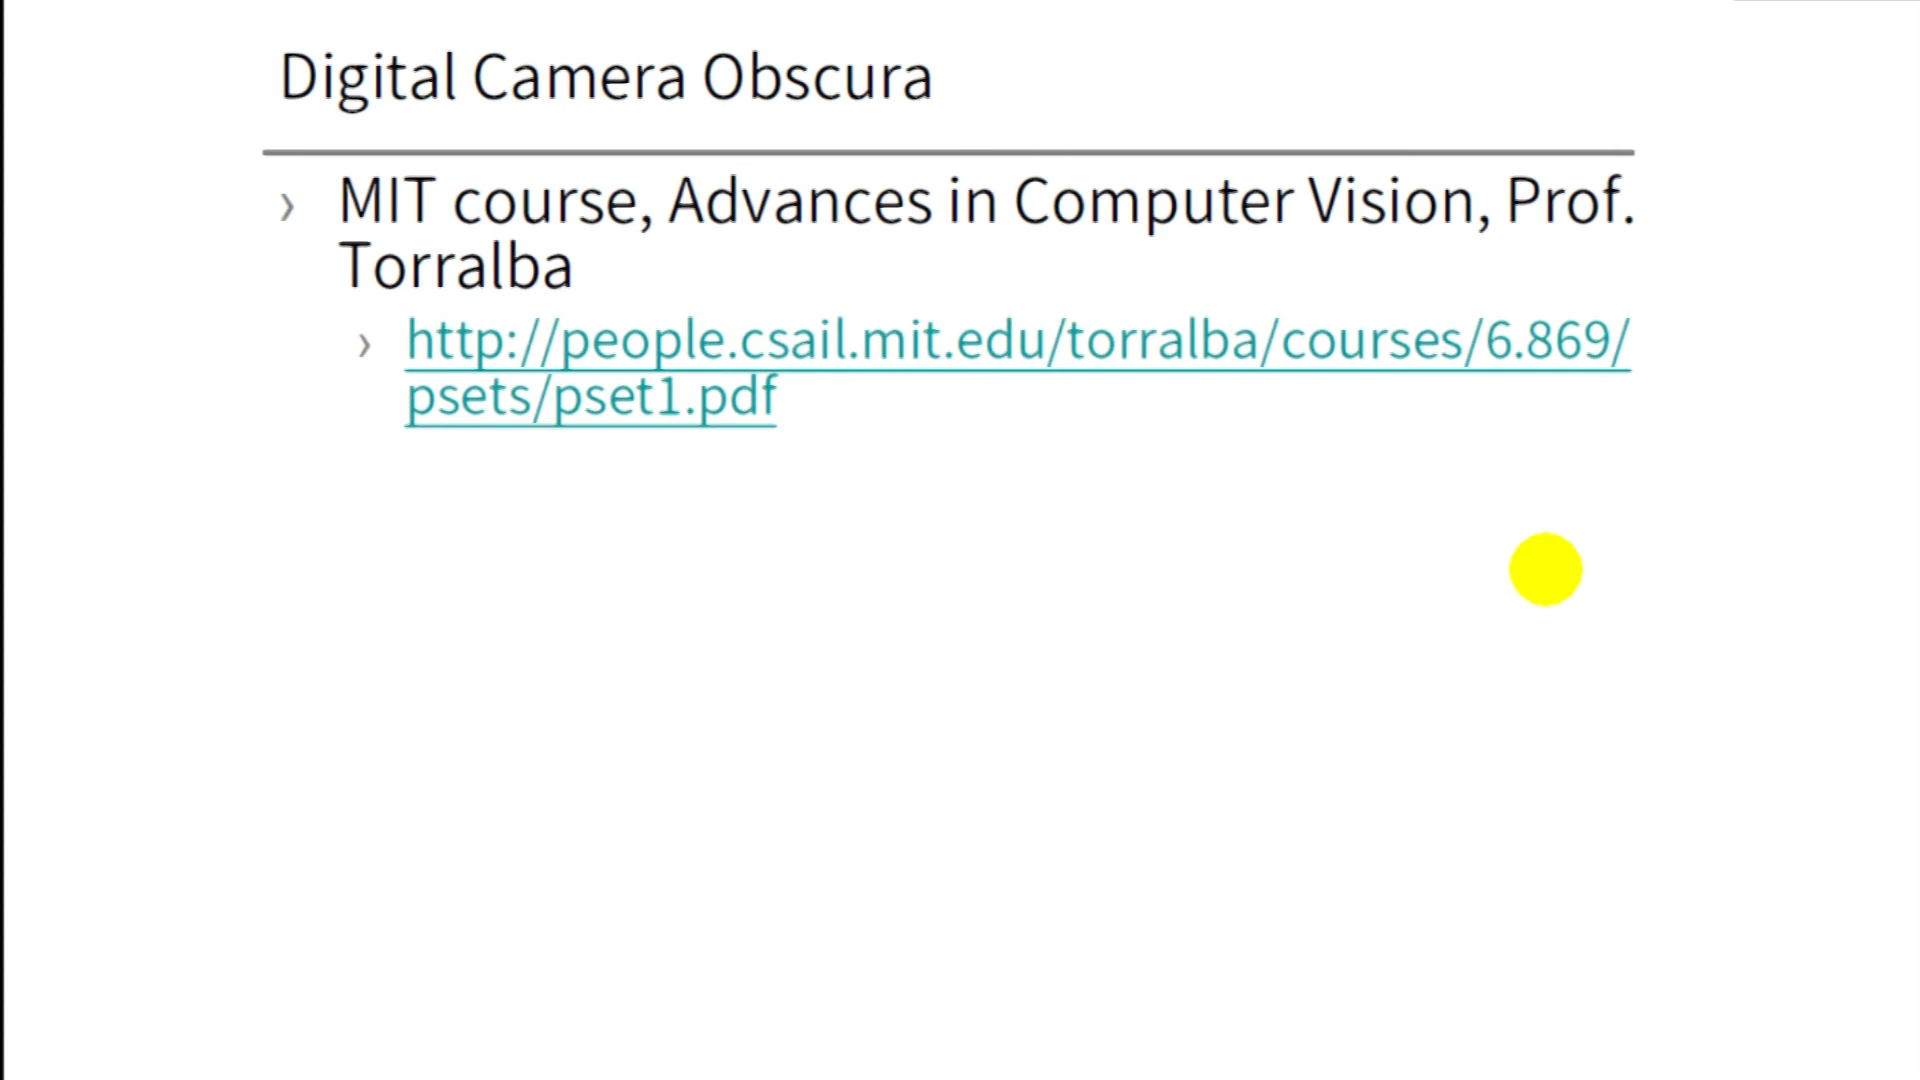 Digital Camera Obscura
› MIT course, Advances in Computer Vision, Prof.
Torralba
› http://people.csail.mit.edu/torralba/courses/6.869/
psets/pset1.pdf